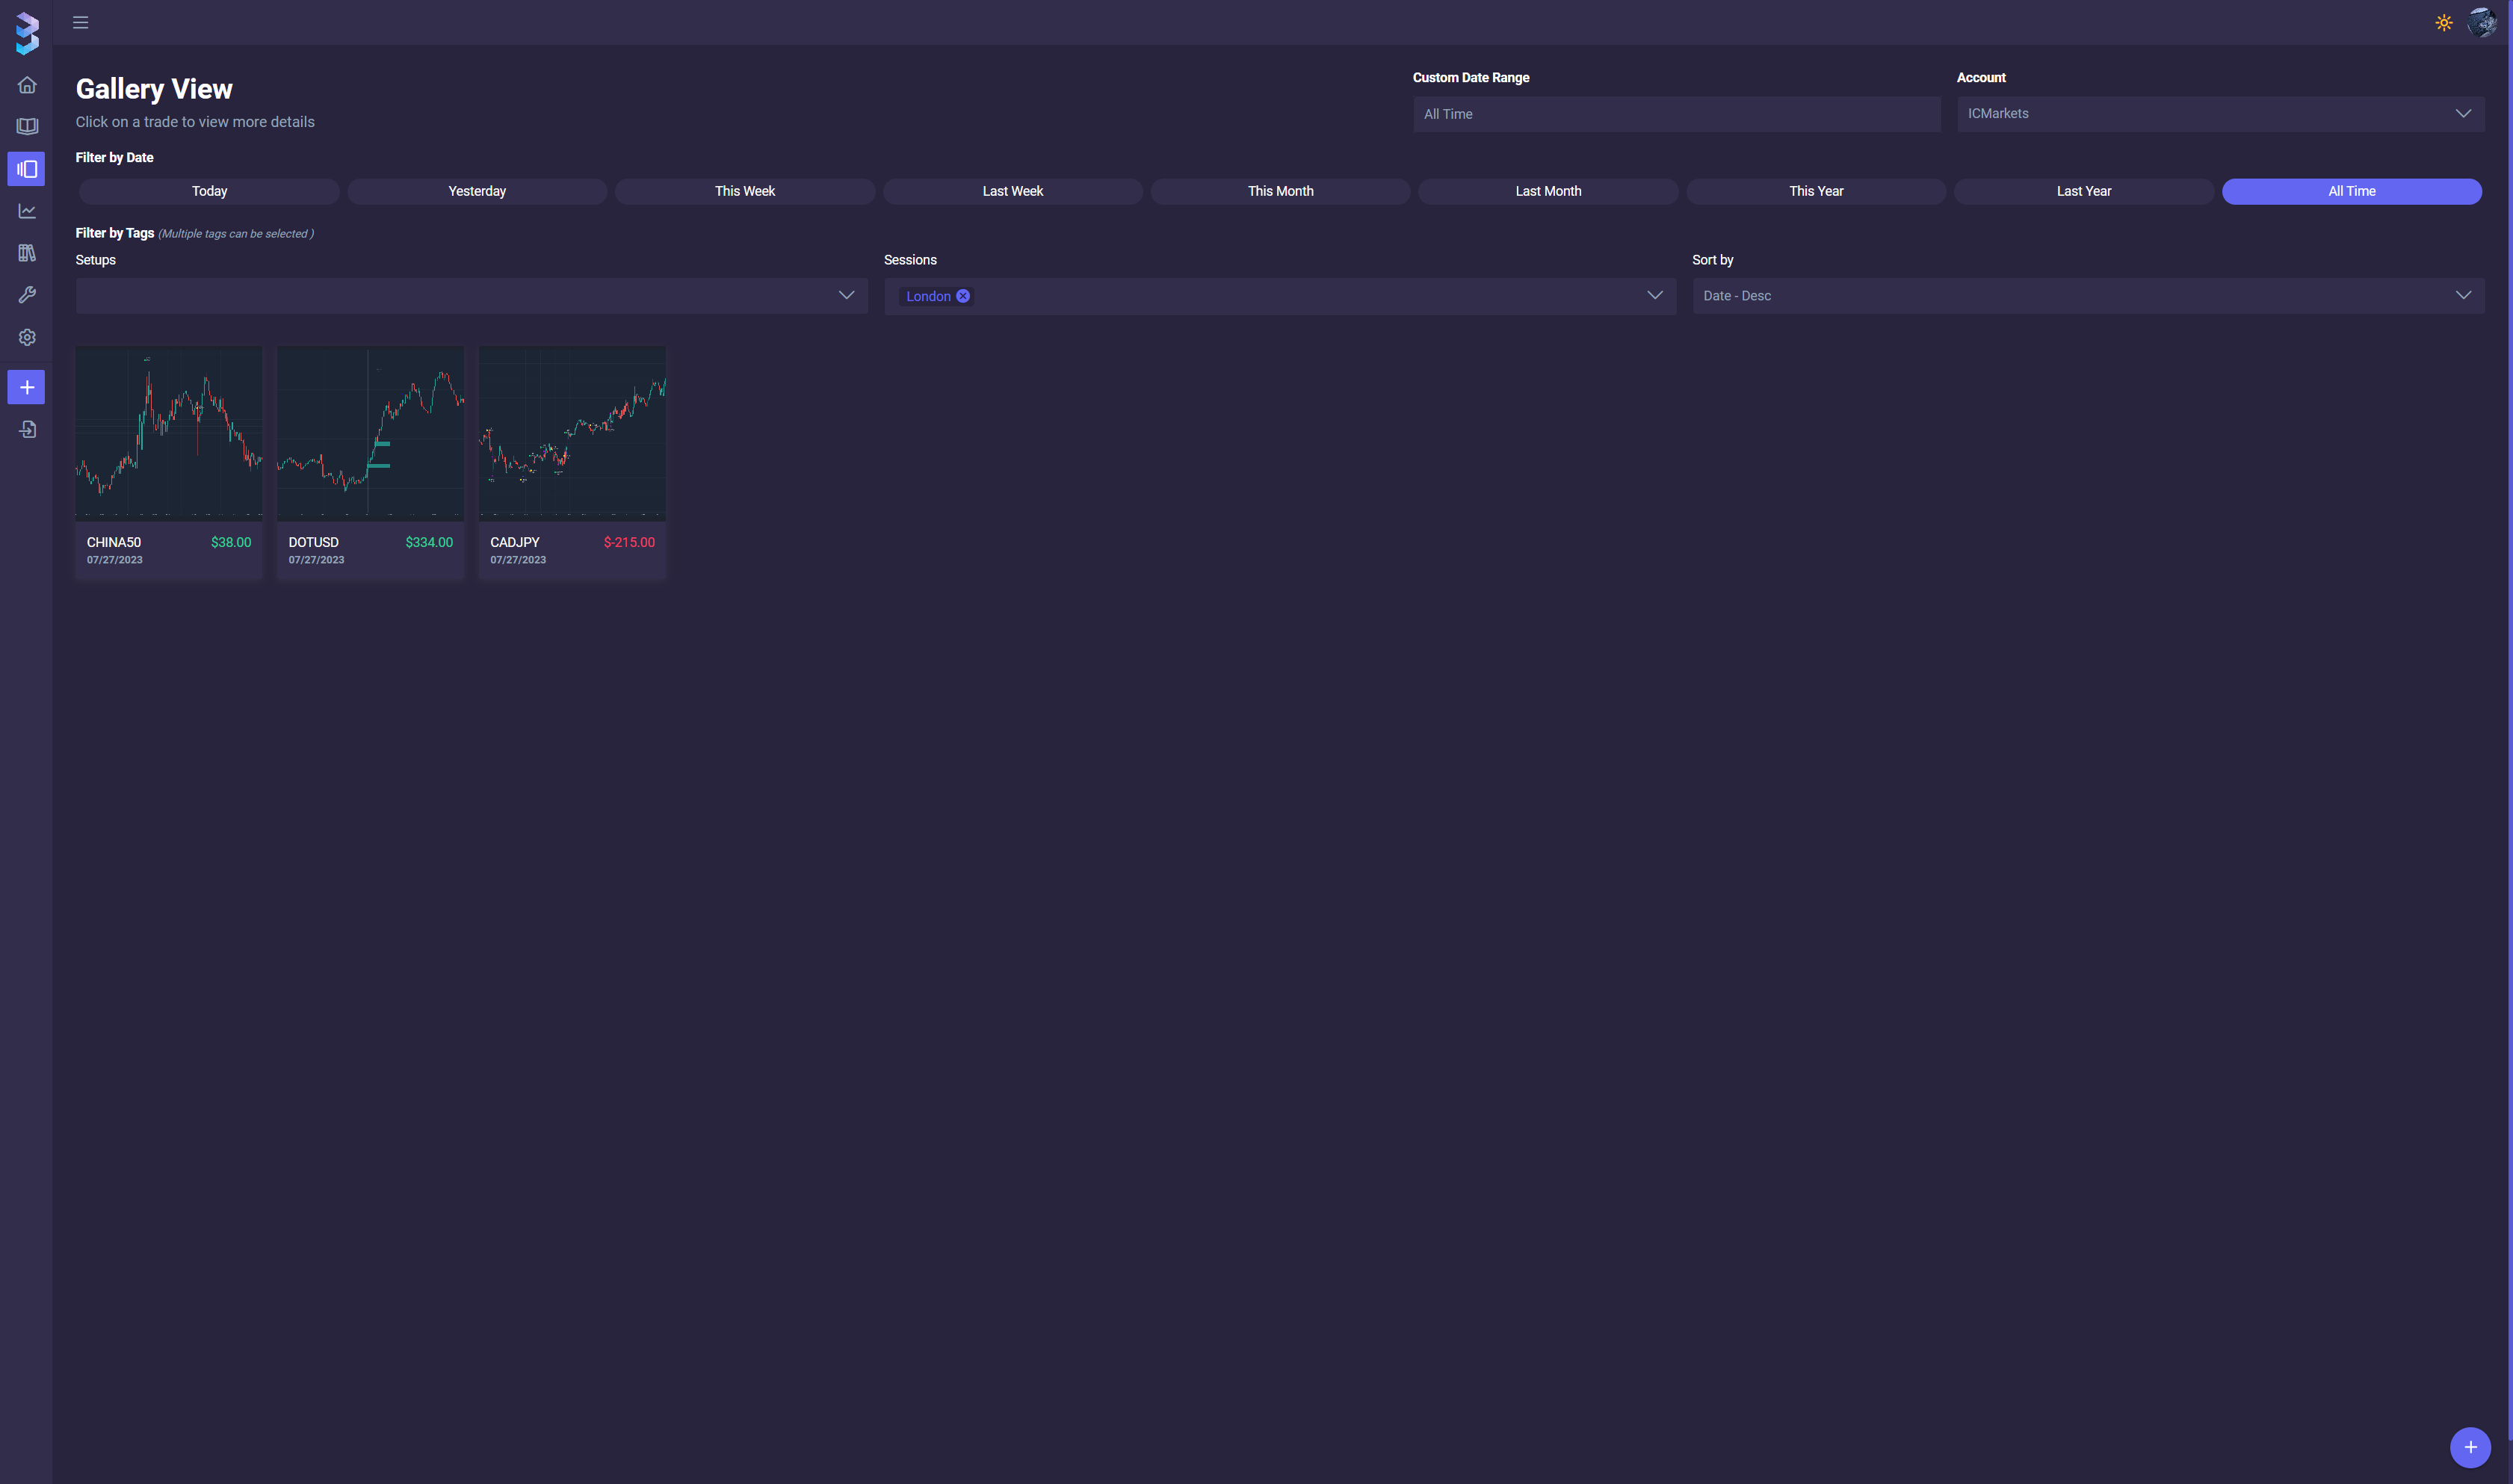 Gallery View
Click on a trade to view more details
Custom Date Range
All Time
Account
ICMarkets
Filter by Date
Today
Yesterday
This Week
Last Week
This Month
Last Month
This Year
Last Year
All Time
Filter by Tags (Multiple tags can be selected )
Setups
Sessions
London
Sort by
Date - Desc
CHINA50 $38.00
07/27/2023
DOTUSD $334.00
07/27/2023
CADJPY $-215.00
07/27/2023